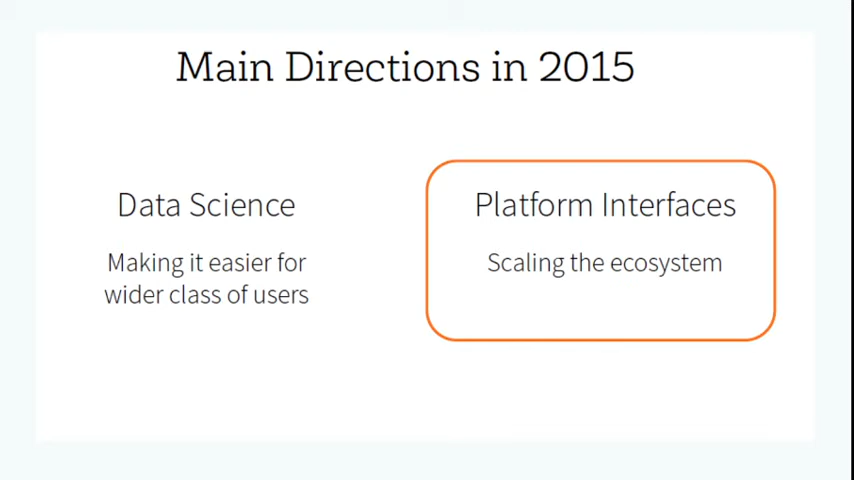 Main Directions in 2015
Data Science
Making it easier for
wider class of users
Platform Interfaces
Scaling the ecosystem